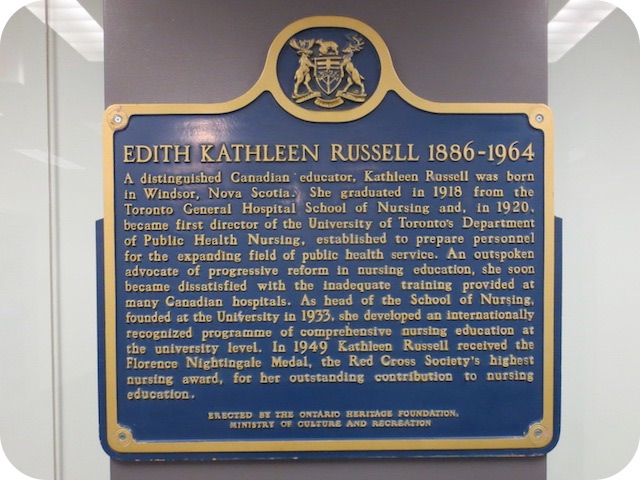 EDITH KATHLEEN RUSSELL 1886-1964
A distinguished Canadian educator, Kathleen Russell was born
in Windsor, Nova Scotia. She graduated in 1918 from the
Toronto General Hospital School of Nursing and, in 1920,
became first director of the University of Toronto's Department
of Public Health Nursing, established to prepare personnel
for the expanding field of public health service. An outspoken
advocate of progressive reform in nursing education, she soon
became dissatisfied with the inadequate training provided at
many Canadian hospitals. As head of the School of Nursing,
founded at the University in 1933, she developed an internationally
recognized programme of comprehensive nursing education at
the university level. In 1949 Kathleen Russell received the
Florence Nightingale Medal, the Red Cross Society's highest
nursing award, for her outstanding contribution to nursing
education.
ERECTED BY THE ONTARIO HERITAGE FOUNDATION,
MINISTRY OF CULTURE AND RECREATION